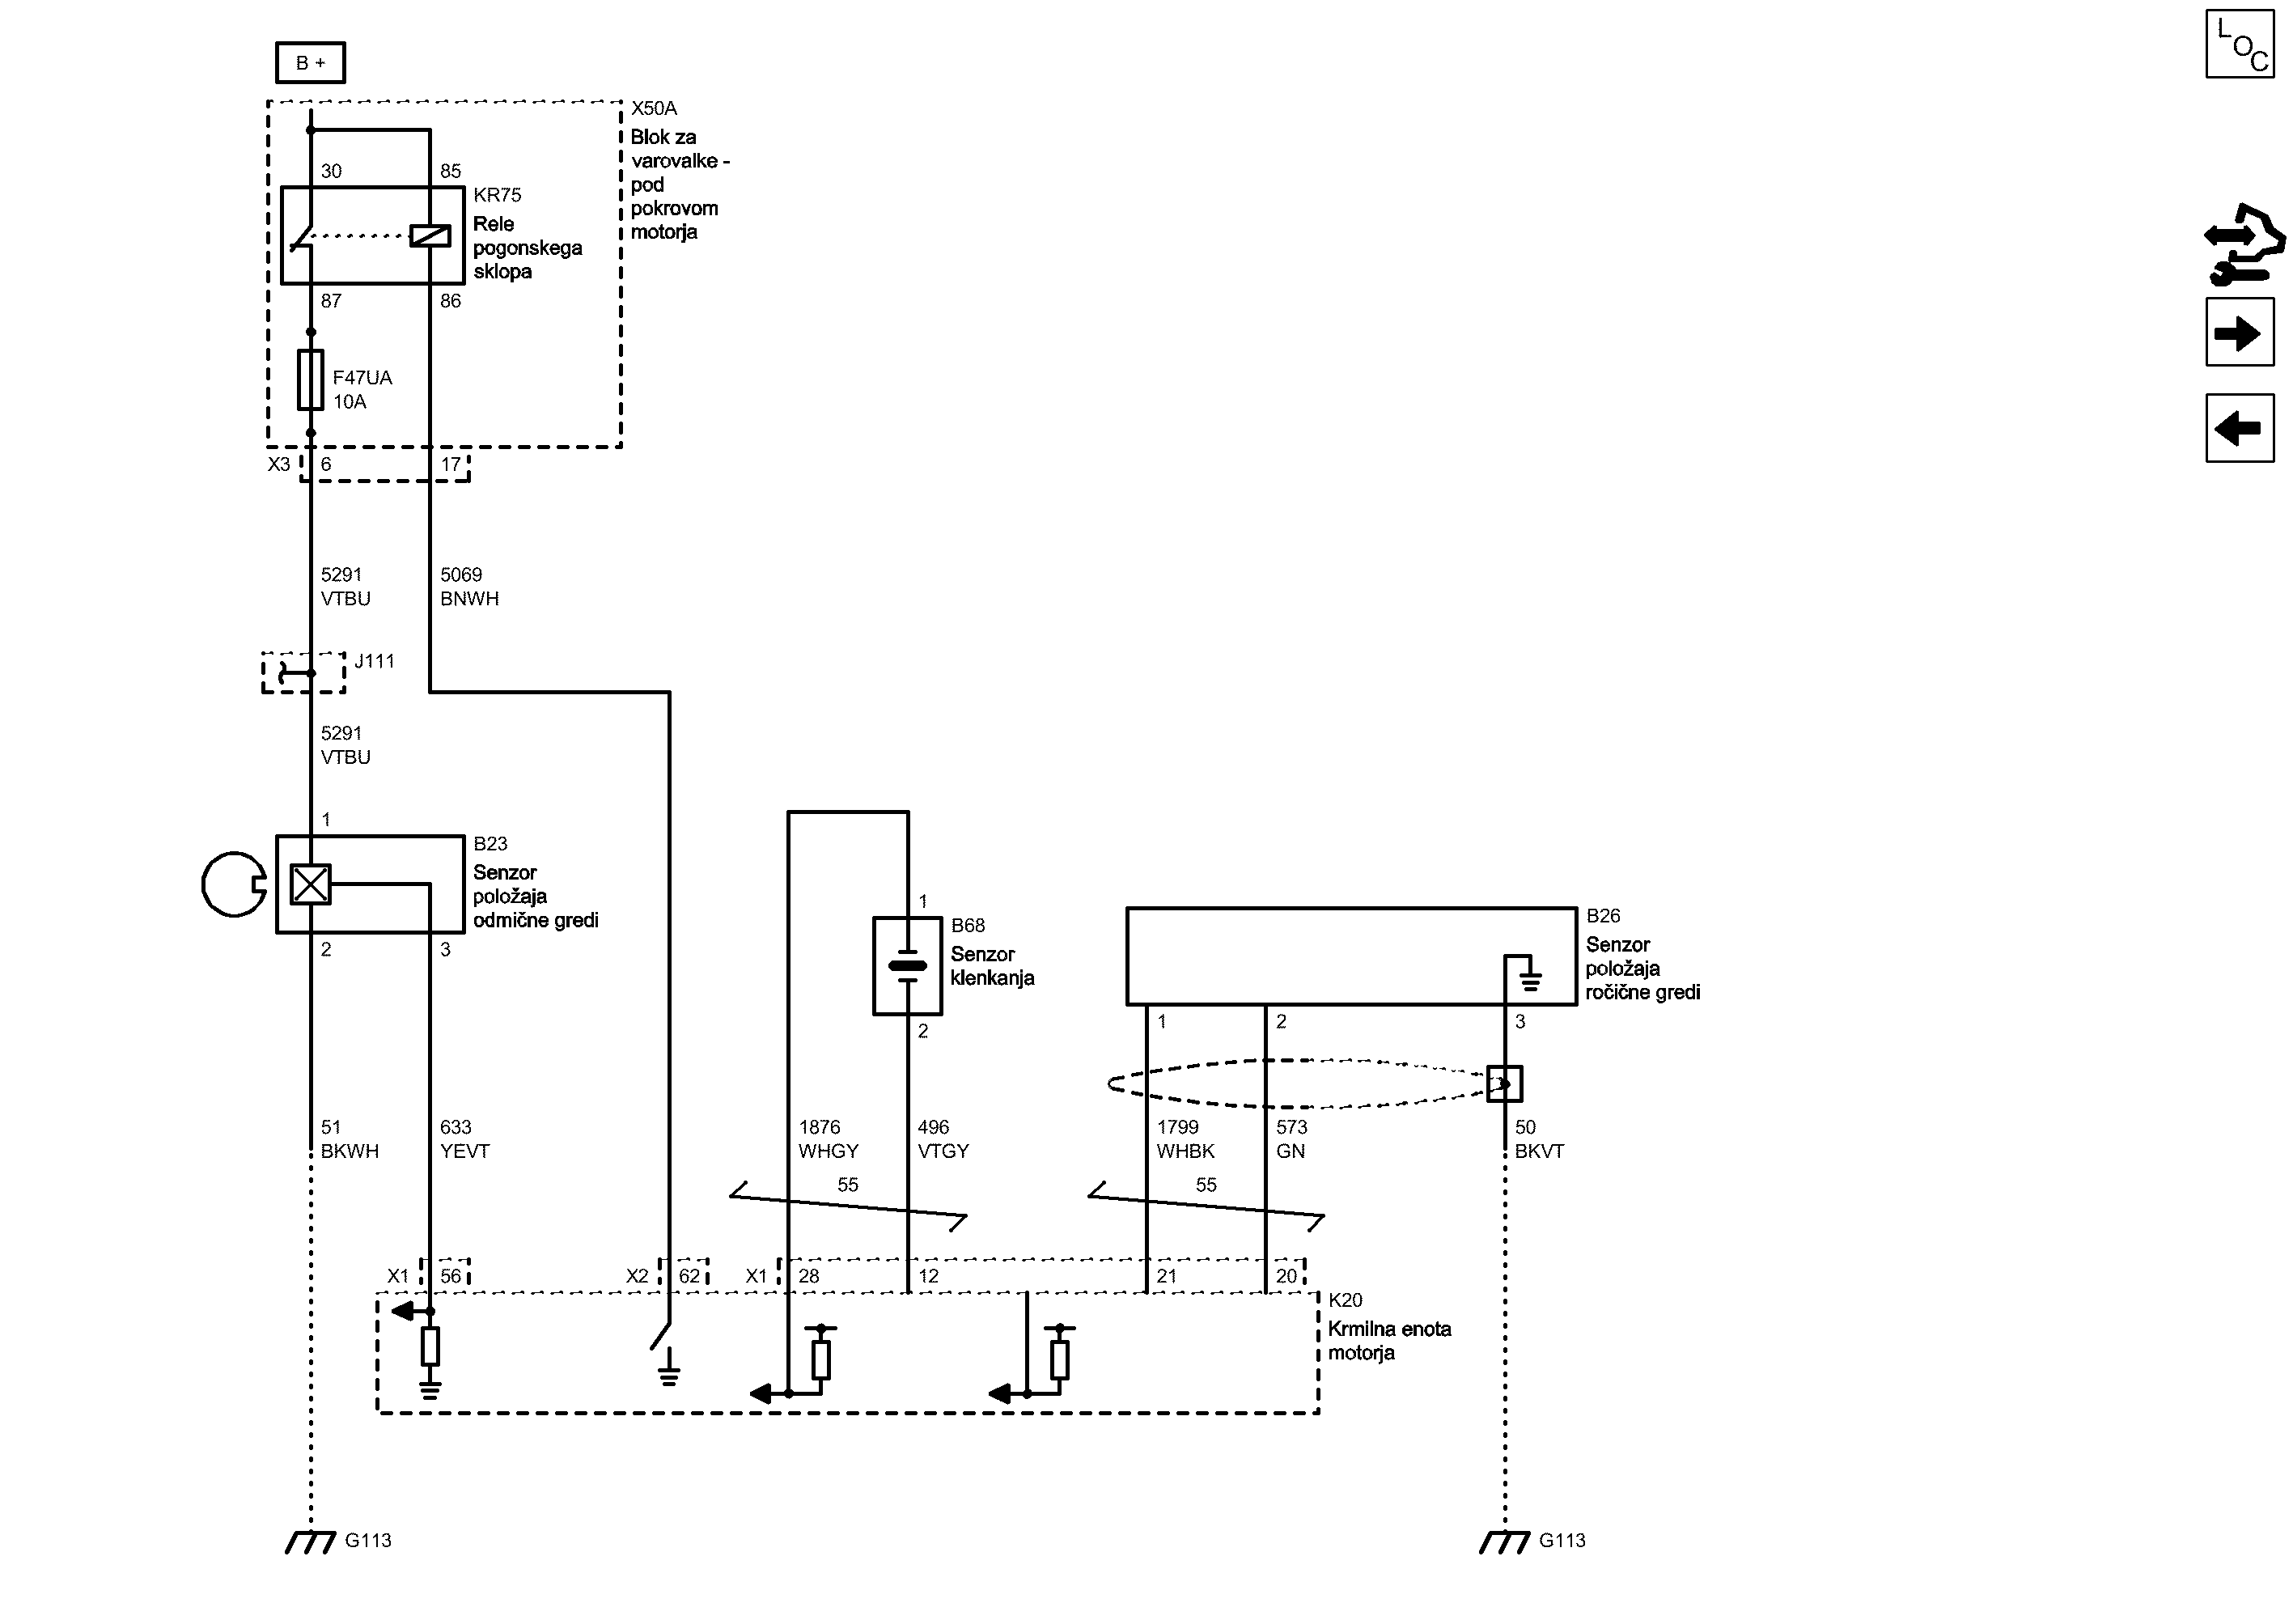 B +
LOC
X50A
Blok za
varovalke -
pod
pokrovom
motorja
30
85
KR75
Rele
pogonskega
sklopa
87
86
F47UA
10A
X3
6
17
5291
VTBU
5069
BNWH
J111
5291
VTBU
1
B23
Senzor
položaja
odmične gredi
2
3
1
B68
Senzor
klenkanja
2
B26
Senzor
položaja
ročične gredi
1
2
3
51
BKWH
633
YEVT
1876
WHGY
496
VTGY
1799
WHBK
573
GN
50
BKVT
55
55
X1
56
X2
62
X1
28
12
21
20
K20
Krmilna enota
motorja
G113
G113